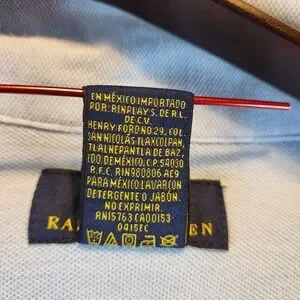 EN MÉXICO IMPORTADO
POR: RINPLAY S. DE R.L.
DE C.V.
HENRY FORD NO. 29, COL.
SAN NICOLÁS TLAXCOLPAN,
TLALNEPANTLA DE BAZ,
EDO. DE MÉXICO, C.P. 54030
R.F.C. RIN980806 AE9
PARA MÉXICO: LAVAR CON
DETERGENTE O JABÓN.
NO EXPRIMIR.
RN15763 CA00153
0415EC
RA EN